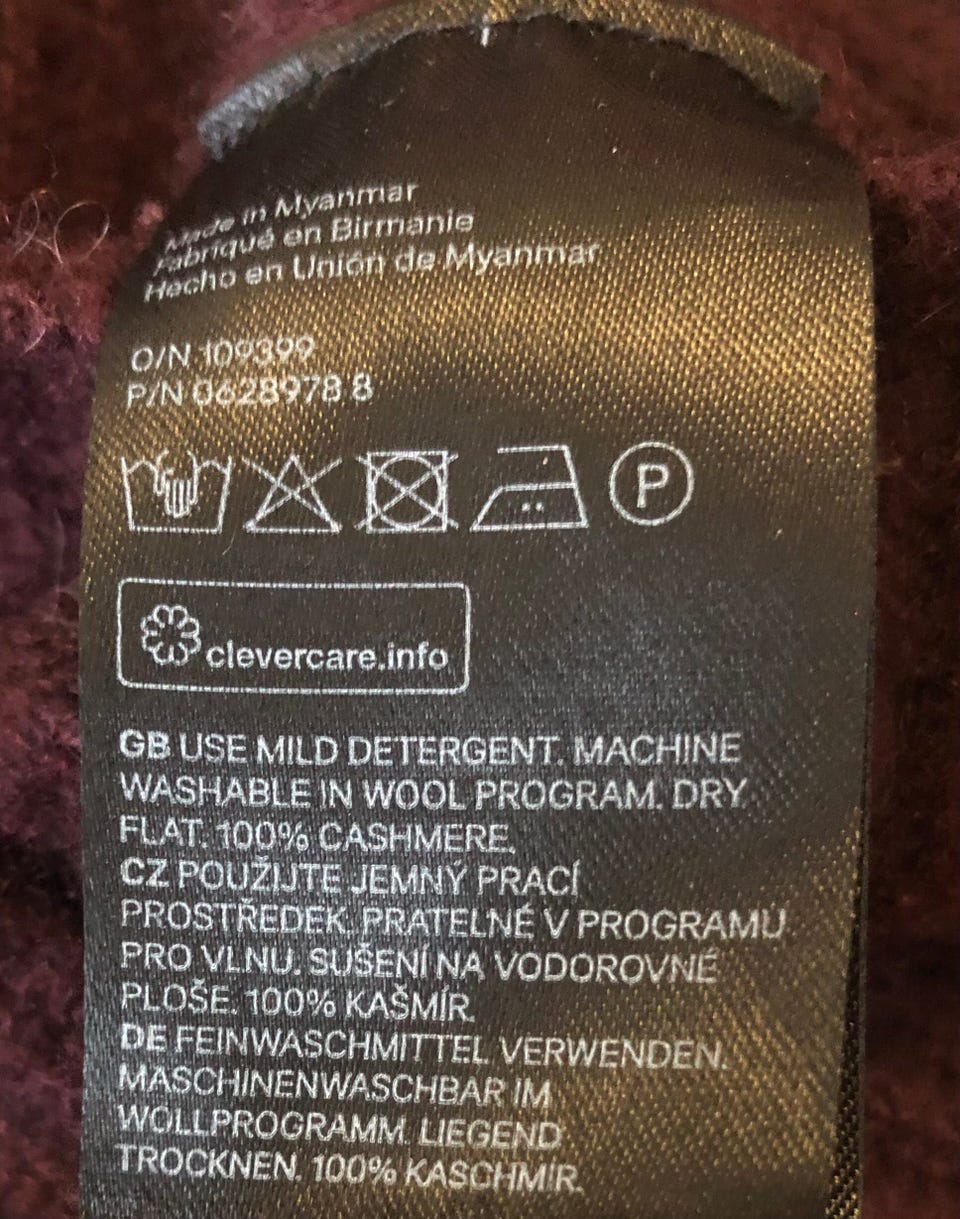 Made in Myanmar
Fabriqué en Birmanie
Hecho en Unión de Myanmar
O/N 109399
P/N 0628978 8
P
clevercare.info
GB USE MILD DETERGENT. MACHINE
WASHABLE IN WOOL PROGRAM. DRY
FLAT. 100% CASHMERE.
CZ POUŽIJTE JEMNÝ PRACÍ
PROSTŘEDEK. PRATELNÉ V PROGRAMU
PRO VLNU. SUŠENÍ NA VODOROVNÉ
PLOŠE. 100% KAŠMÍR.
DE FEINWASCHMITTEL VERWENDEN.
MASCHINENWASCHBAR IM
WOLLPROGRAMM. LIEGEND
TROCKNEN. 100% KASCHMIR.